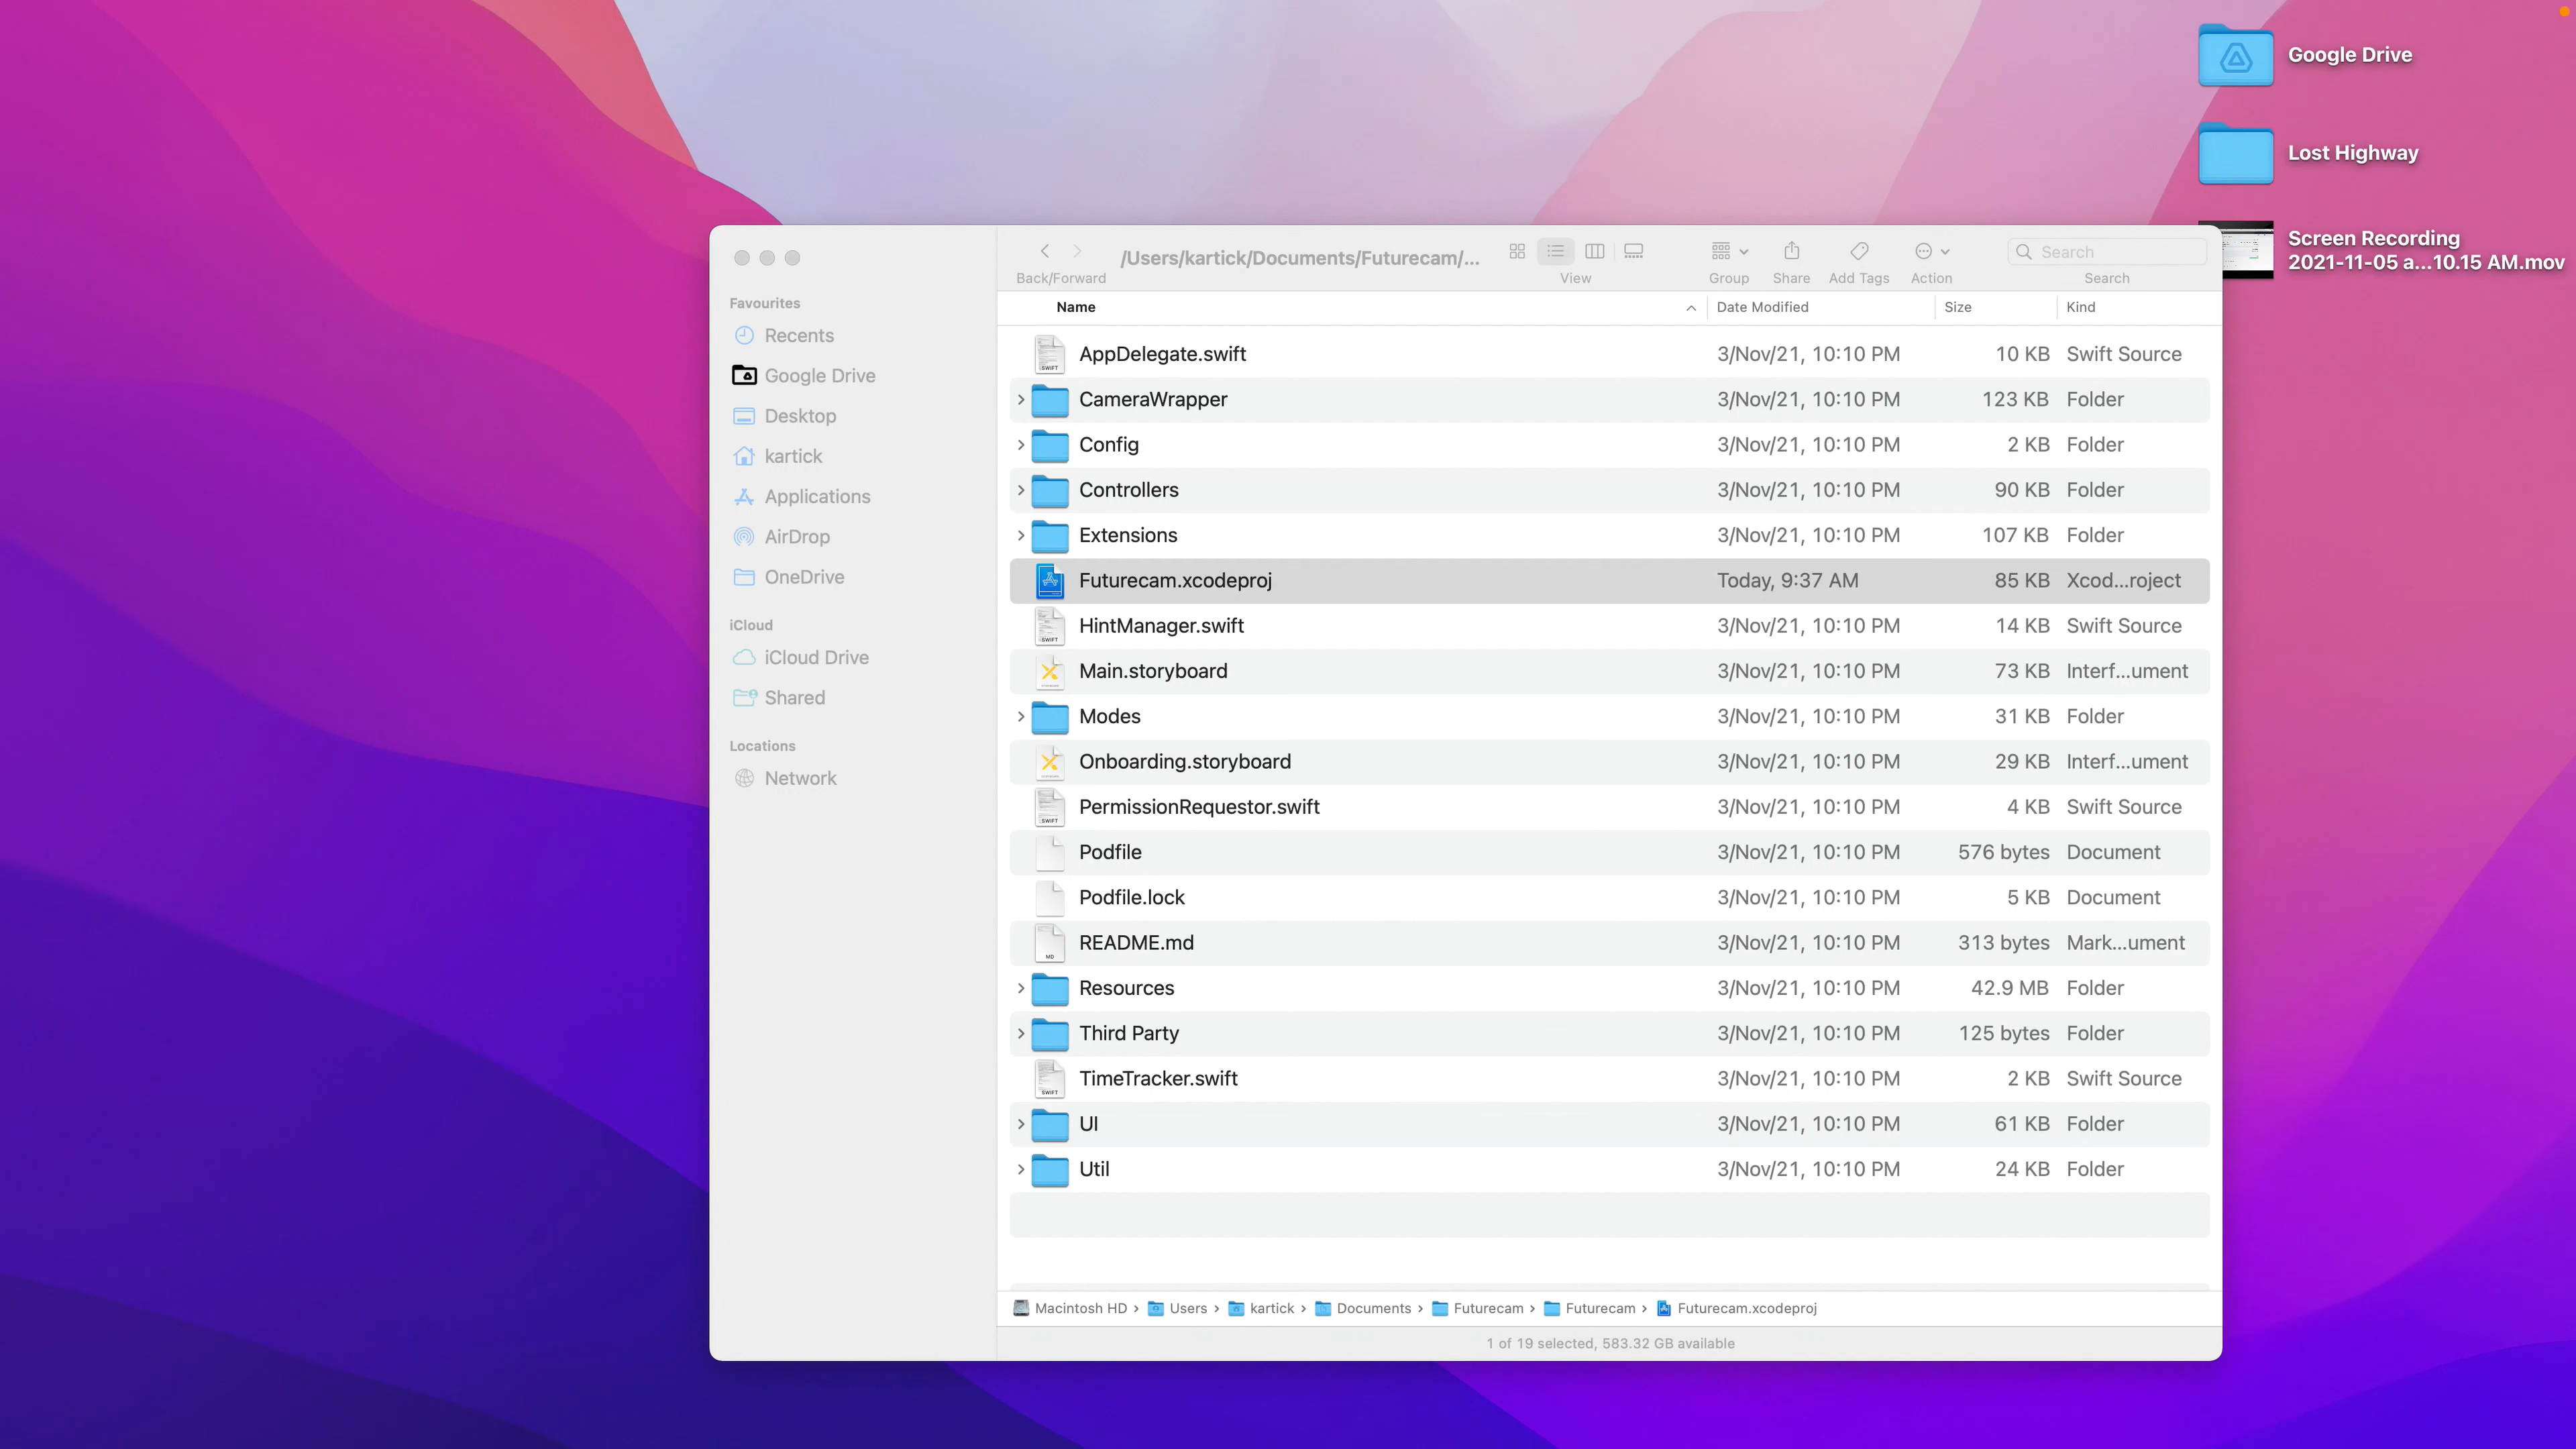 Google Drive
Lost Highway
Screen Recording
2021-11-05 a...10.15 AM.mov
/Users/kartick/Documents/Futurecam/...
Back/Forward View Group Share Add Tags Action Search
Search
Favourites
Recents
Google Drive
Desktop
kartick
Applications
AirDrop
OneDrive
iCloud
iCloud Drive
Shared
Locations
Network
Name Date Modified Size Kind
AppDelegate.swift 3/Nov/21, 10:10 PM 10 KB Swift Source
CameraWrapper 3/Nov/21, 10:10 PM 123 KB Folder
Config 3/Nov/21, 10:10 PM 2 KB Folder
Controllers 3/Nov/21, 10:10 PM 90 KB Folder
Extensions 3/Nov/21, 10:10 PM 107 KB Folder
Futurecam.xcodeproj Today, 9:37 AM 85 KB Xcod...roject
HintManager.swift 3/Nov/21, 10:10 PM 14 KB Swift Source
Main.storyboard 3/Nov/21, 10:10 PM 73 KB Interf...ument
Modes 3/Nov/21, 10:10 PM 31 KB Folder
Onboarding.storyboard 3/Nov/21, 10:10 PM 29 KB Interf...ument
PermissionRequestor.swift 3/Nov/21, 10:10 PM 4 KB Swift Source
Podfile 3/Nov/21, 10:10 PM 576 bytes Document
Podfile.lock 3/Nov/21, 10:10 PM 5 KB Document
README.md 3/Nov/21, 10:10 PM 313 bytes Mark...ument
Resources 3/Nov/21, 10:10 PM 42.9 MB Folder
Third Party 3/Nov/21, 10:10 PM 125 bytes Folder
TimeTracker.swift 3/Nov/21, 10:10 PM 2 KB Swift Source
UI 3/Nov/21, 10:10 PM 61 KB Folder
Util 3/Nov/21, 10:10 PM 24 KB Folder
Macintosh HD › Users › kartick › Documents › Futurecam › Futurecam › Futurecam.xcodeproj
1 of 19 selected, 583.32 GB available